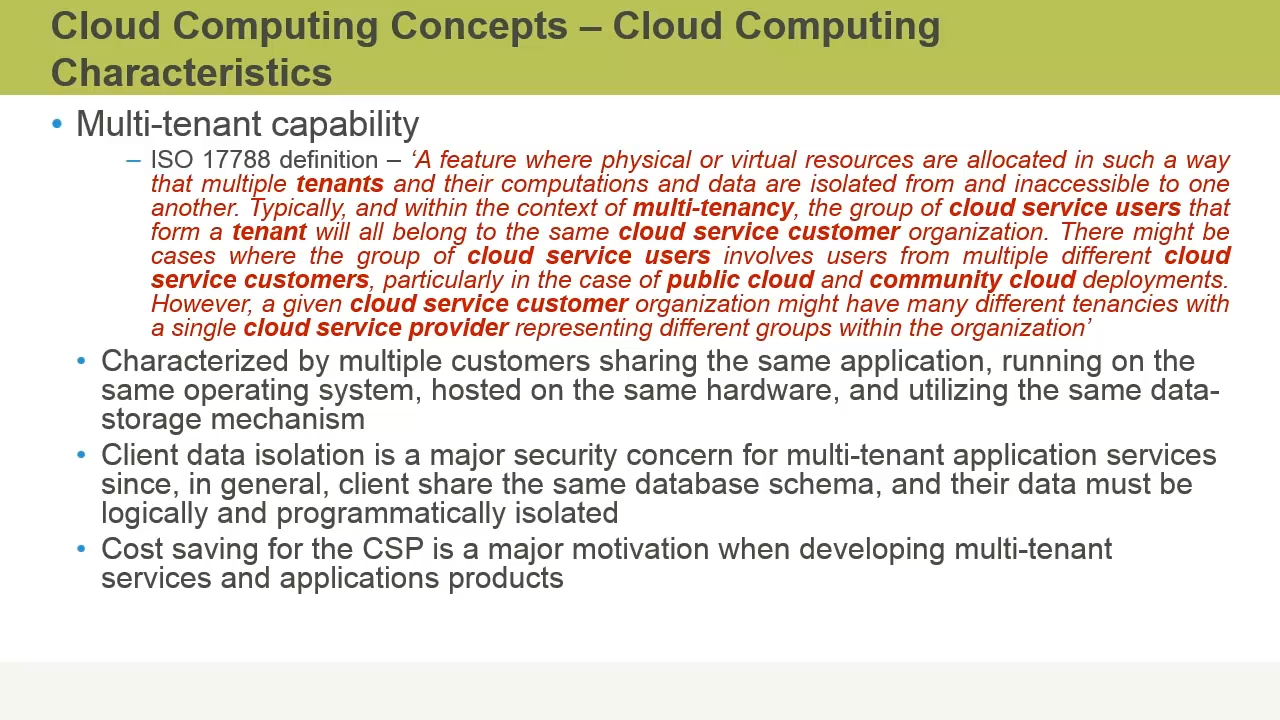 Cloud Computing Concepts – Cloud Computing
Characteristics
• Multi-tenant capability
– ISO 17788 definition – ‘A feature where physical or virtual resources are allocated in such a way
that multiple tenants and their computations and data are isolated from and inaccessible to one
another. Typically, and within the context of multi-tenancy, the group of cloud service users that
form a tenant will all belong to the same cloud service customer organization. There might be
cases where the group of cloud service users involves users from multiple different cloud
service customers, particularly in the case of public cloud and community cloud deployments.
However, a given cloud service customer organization might have many different tenancies with
a single cloud service provider representing different groups within the organization’
• Characterized by multiple customers sharing the same application, running on the
same operating system, hosted on the same hardware, and utilizing the same data-
storage mechanism
• Client data isolation is a major security concern for multi-tenant application services
since, in general, client share the same database schema, and their data must be
logically and programmatically isolated
• Cost saving for the CSP is a major motivation when developing multi-tenant
services and applications products